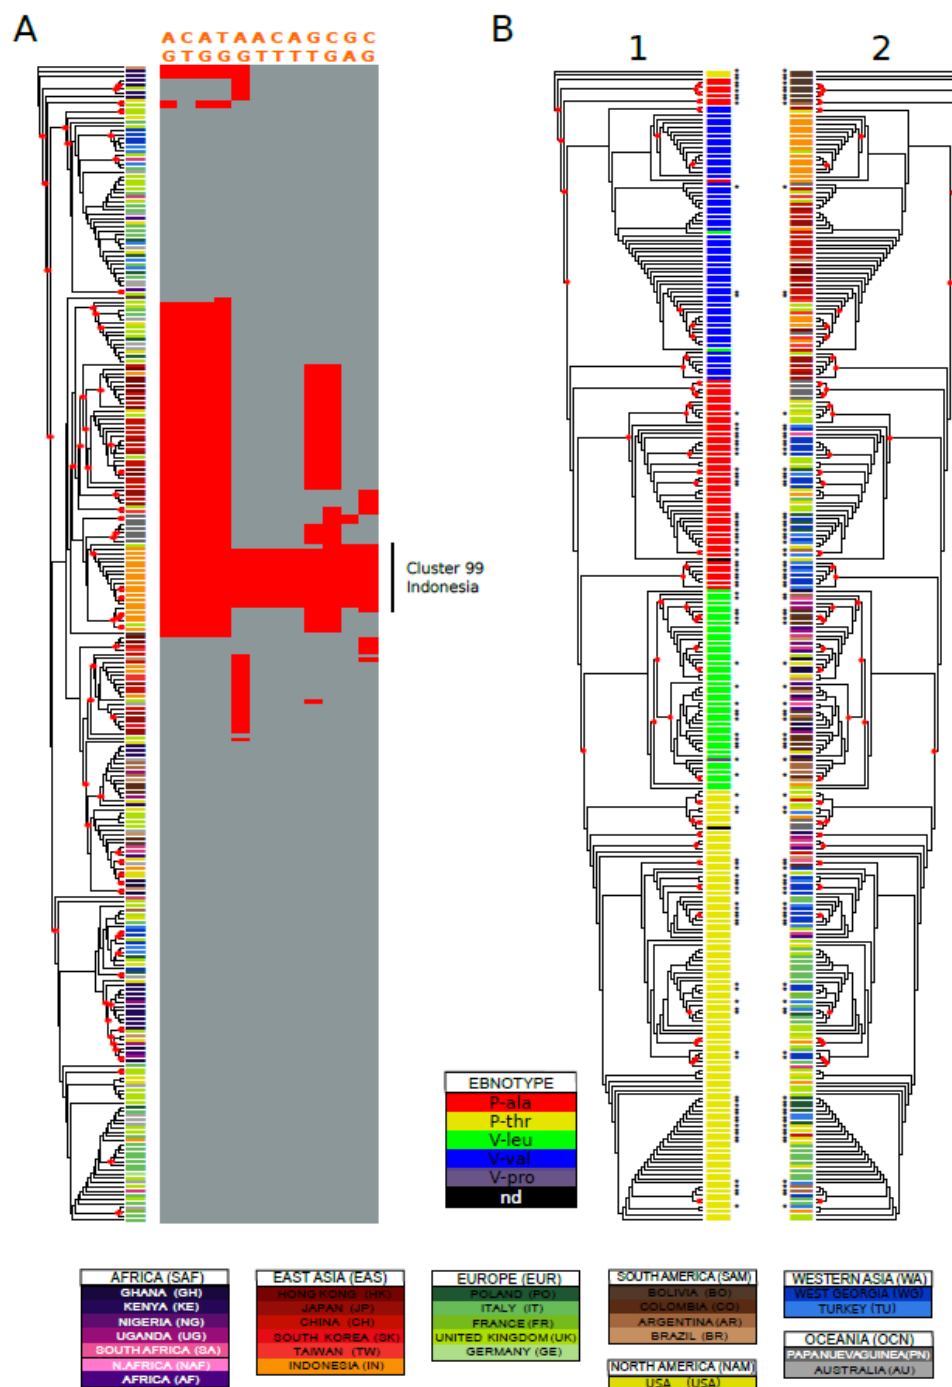 A
A C A T A A C A G C G C
G T G G G T T T T G A G
B
1
2
Cluster 99
Indonesia
EBNOTYPE
P-ala
P-thr
V-leu
V-val
V-pro
nd
AFRICA (SAF)
GHANA (GH)
KENYA (KE)
NIGERIA (NG)
UGANDA (UG)
SOUTH AFRICA (SA)
N.AFRICA (NAF)
AFRICA (AF)
EAST ASIA (EAS)
HONG KONG (HK)
JAPAN (JP)
CHINA (CH)
SOUTH KOREA (SK)
TAIWAN (TW)
INDONESIA (IN)
EUROPE (EUR)
POLAND (PO)
ITALY (IT)
FRANCE (FR)
UNITED KINGDOM (UK)
GERMANY (GE)
SOUTH AMERICA (SAM)
BOLIVIA (BO)
COLOMBIA (CO)
ARGENTINA (AR)
BRAZIL (BR)
NORTH AMERICA (NAM)
USA (USA)
WESTERN ASIA (WA)
WEST GEORGIA (WG)
TURKEY (TU)
OCEANIA (OCN)
PAPANUEVAGUINEA(PN)
AUSTRALIA (AU)